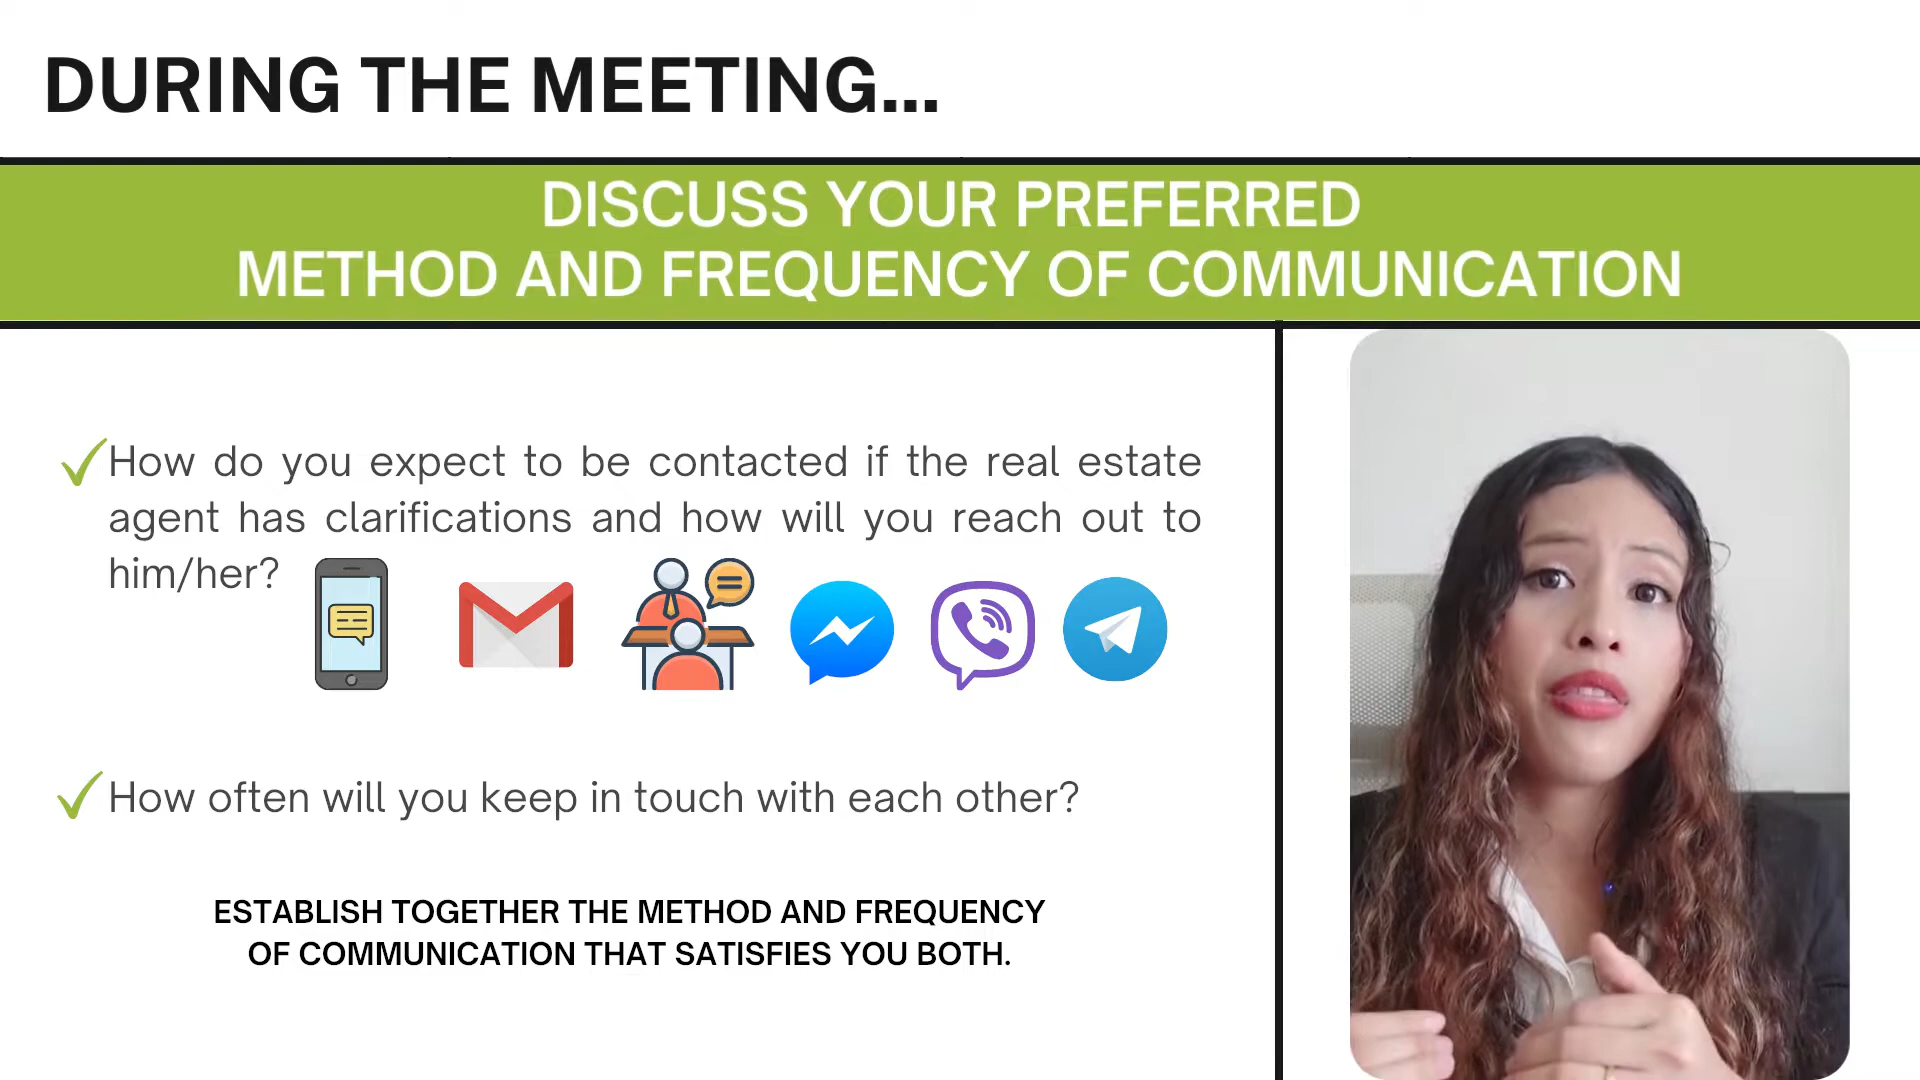 DURING THE MEETING...
DISCUSS YOUR PREFERRED
METHOD AND FREQUENCY OF COMMUNICATION
How do you expect to be contacted if the real estate
agent has clarifications and how will you reach out to
him/her?
How often will you keep in touch with each other?
ESTABLISH TOGETHER THE METHOD AND FREQUENCY
OF COMMUNICATION THAT SATISFIES YOU BOTH.